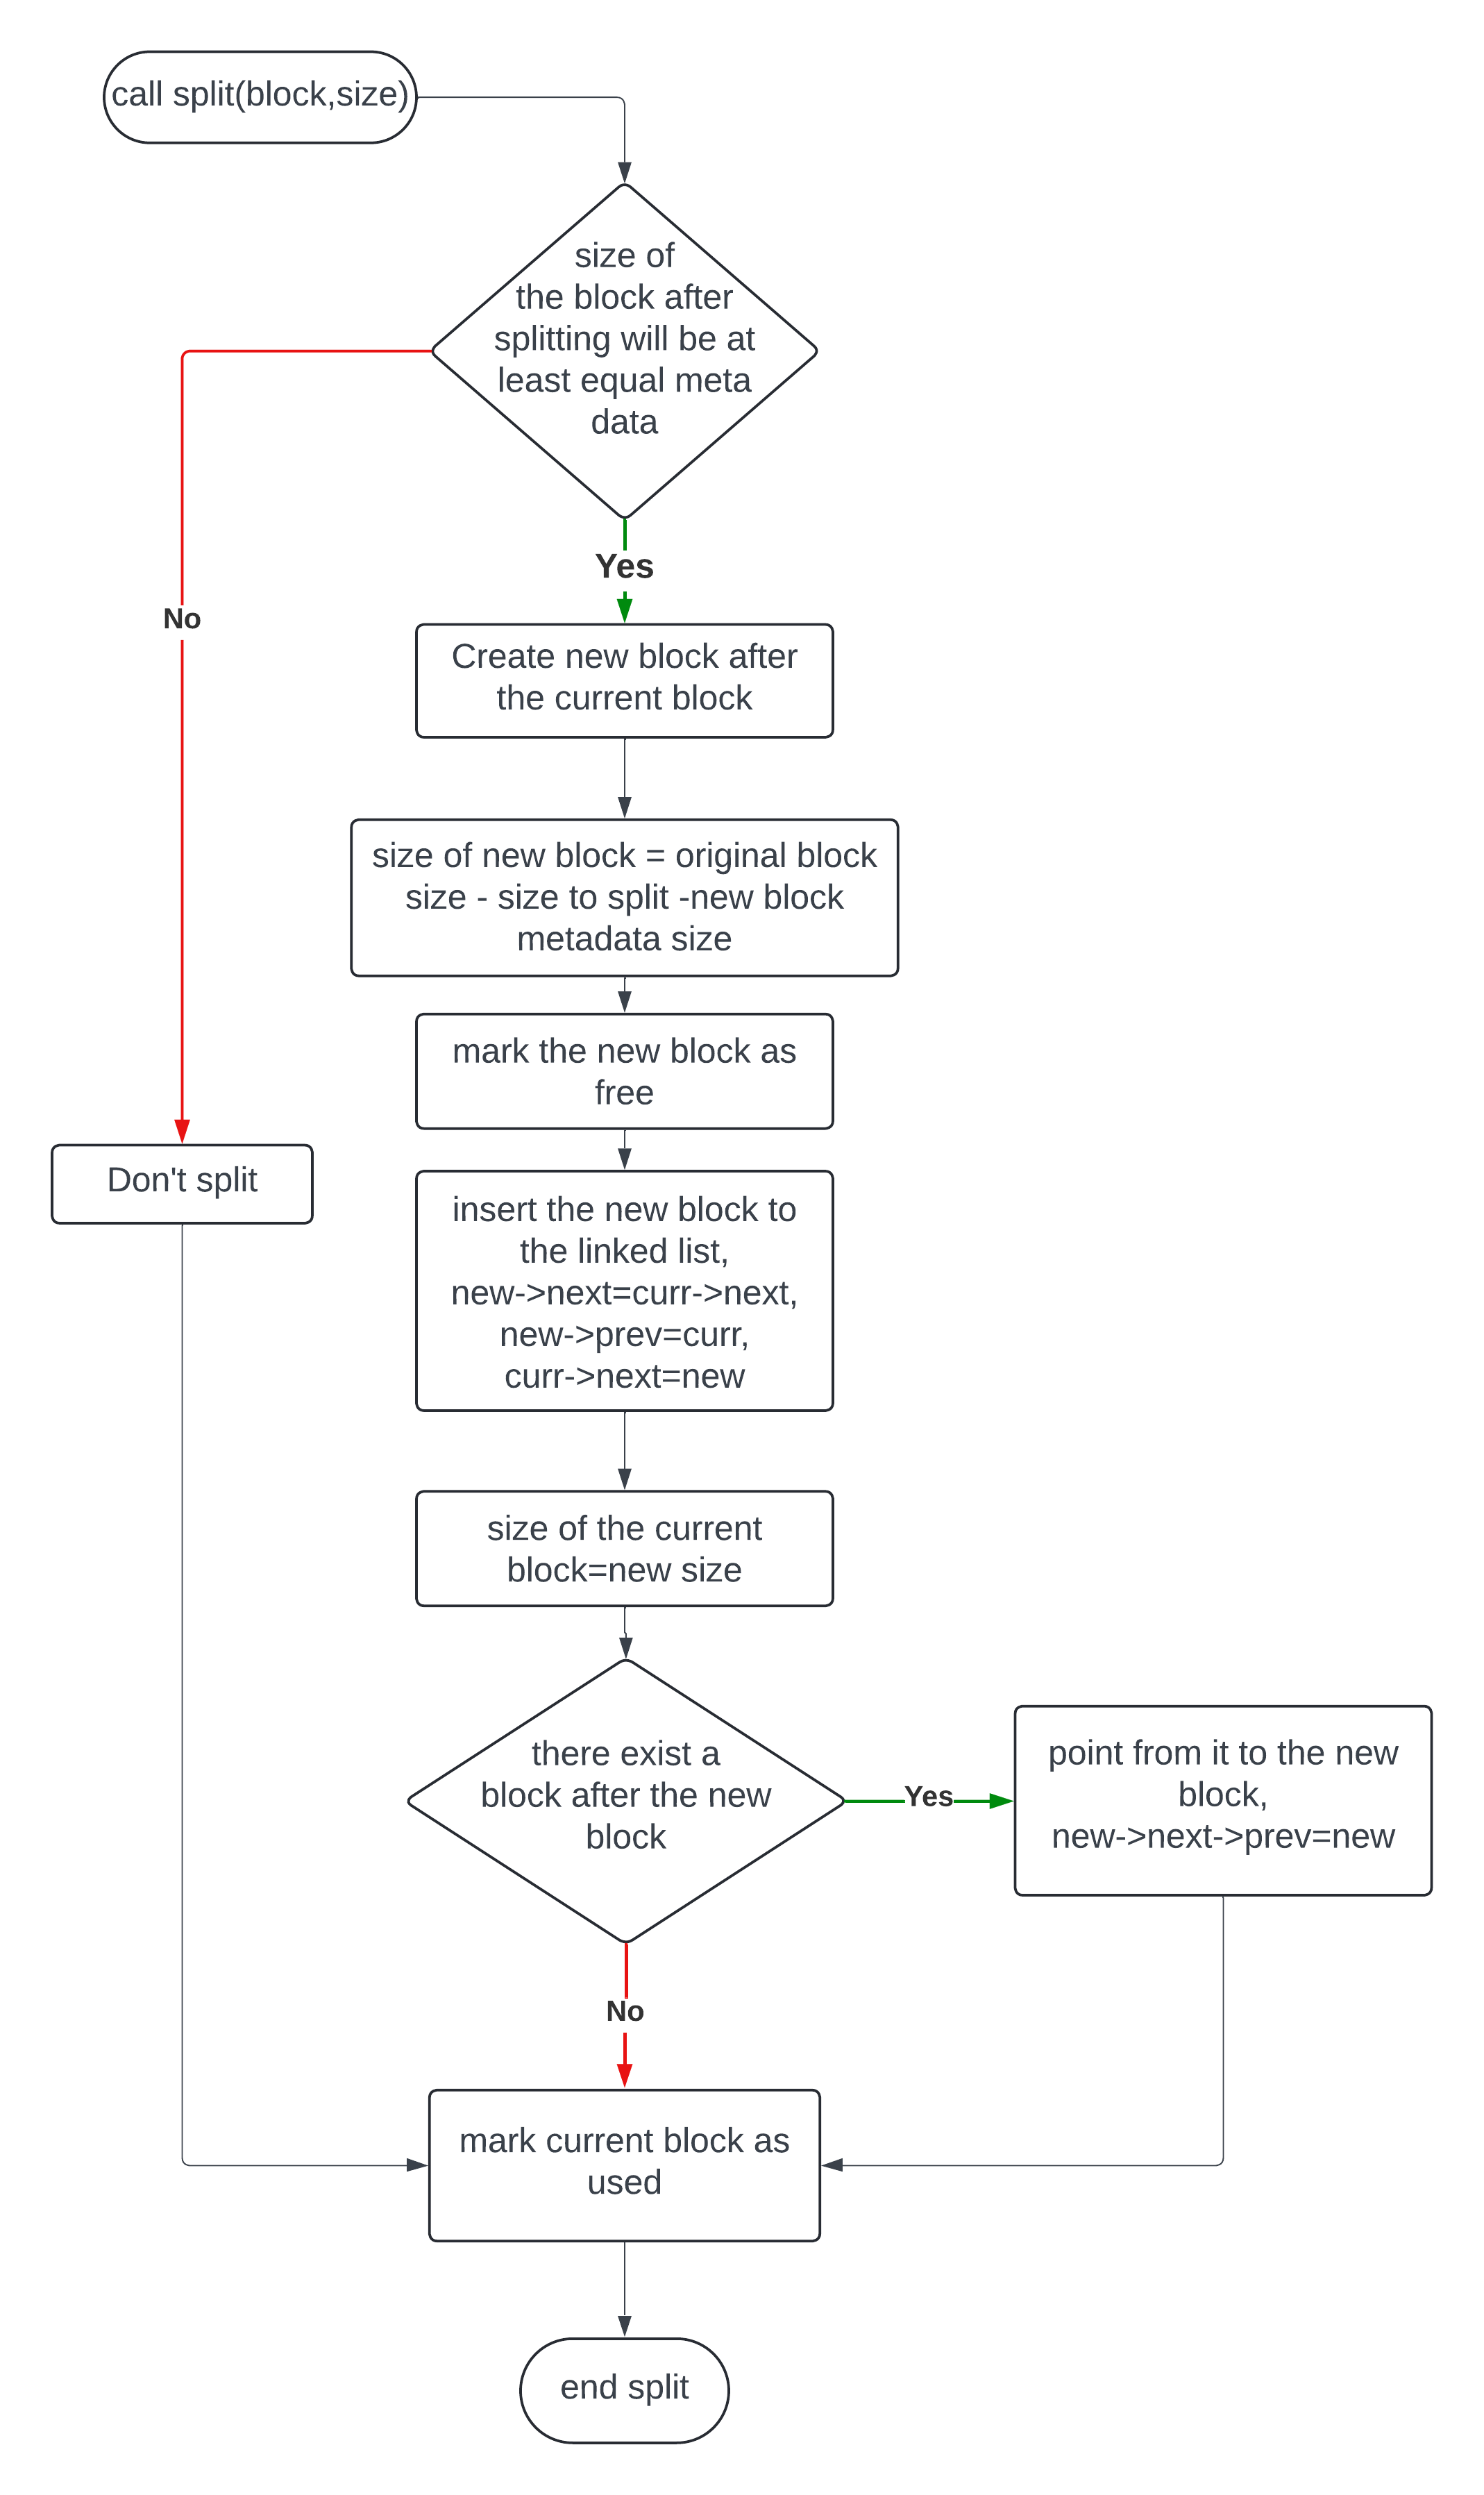 call split(block,size)
size of
the block after
splitting will be at
least equal meta
data
Yes
No
Create new block after
the current block
size of new block = original block
size - size to split -new block
metadata size
mark the new block as
free
Don't split
insert the new block to
the linked list,
new->next=curr->next,
new->prev=curr,
curr->next=new
size of the current
block=new size
there exist a
block after the new
block
Yes
point from it to the new
block,
new->next->prev=new
No
mark current block as
used
end split